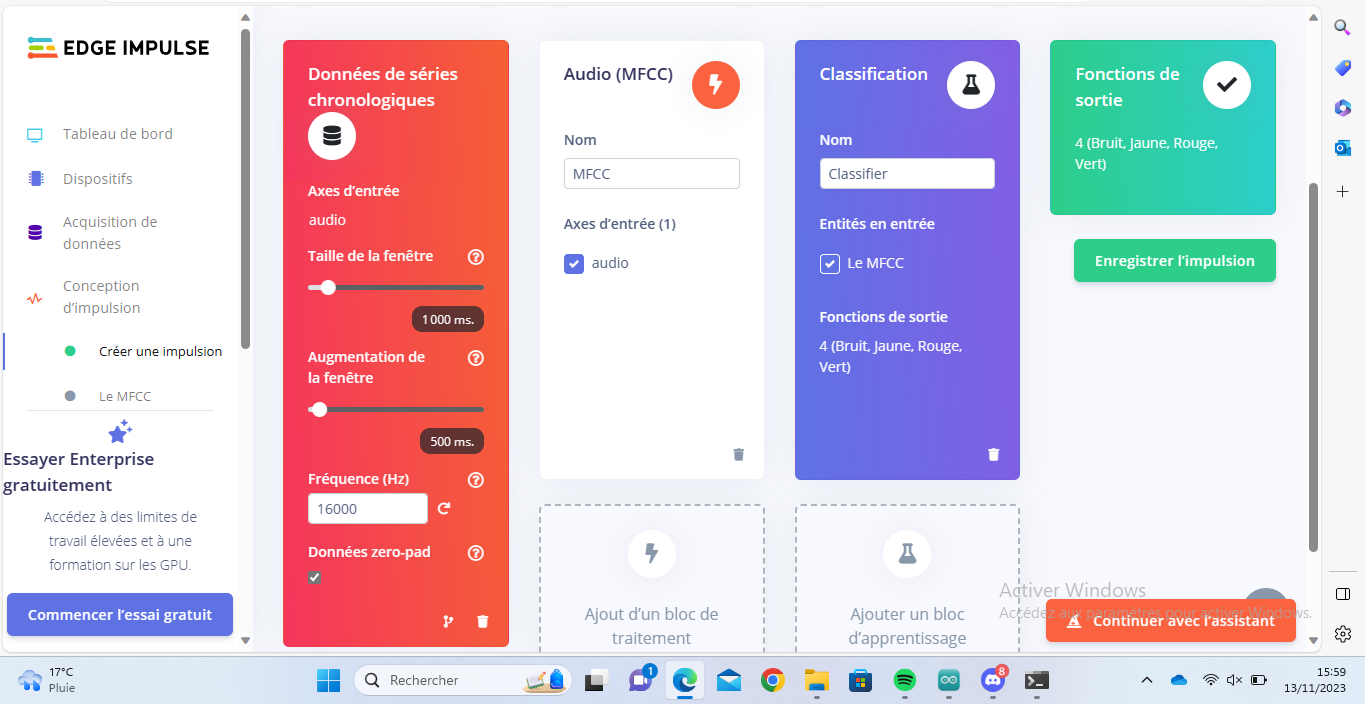 EDGE IMPULSE
Tableau de bord
Dispositifs
Acquisition de
données
Conception
d’impulsion
Créer une impulsion
Le MFCC
Essayer Enterprise
gratuitement
Accédez à des limites de
travail élevées et à une
formation sur les GPU.
Commencer l’essai gratuit
Données de séries
chronologiques
Axes d’entrée
audio
Taille de la fenêtre
1 000 ms.
Augmentation de
la fenêtre
500 ms.
Fréquence (Hz)
16000
Données zero-pad
Audio (MFCC)
Nom
MFCC
Axes d’entrée (1)
audio
Ajout d’un bloc de
traitement
Classification
Nom
Classifier
Entités en entrée
Le MFCC
Fonctions de sortie
4 (Bruit, Jaune, Rouge,
Vert)
Ajouter un bloc
d’apprentissage
Fonctions de
sortie
4 (Bruit, Jaune, Rouge,
Vert)
Enregistrer l’impulsion
Activer Windows
Accédez aux paramètres pour activer Windows.
Continuer avec l’assistant
17°C
Pluie
Rechercher
1
8
15:59
13/11/2023